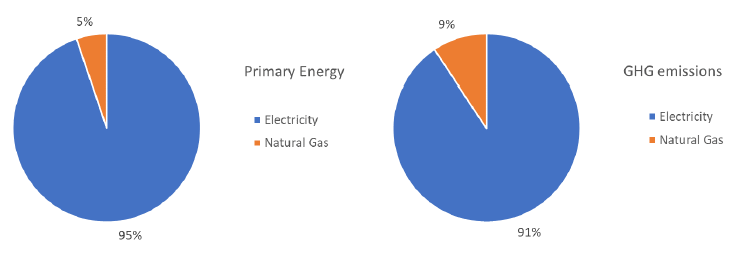 5%
Primary Energy
Electricity
Natural Gas
95%
9%
GHG emissions
Electricity
Natural Gas
91%